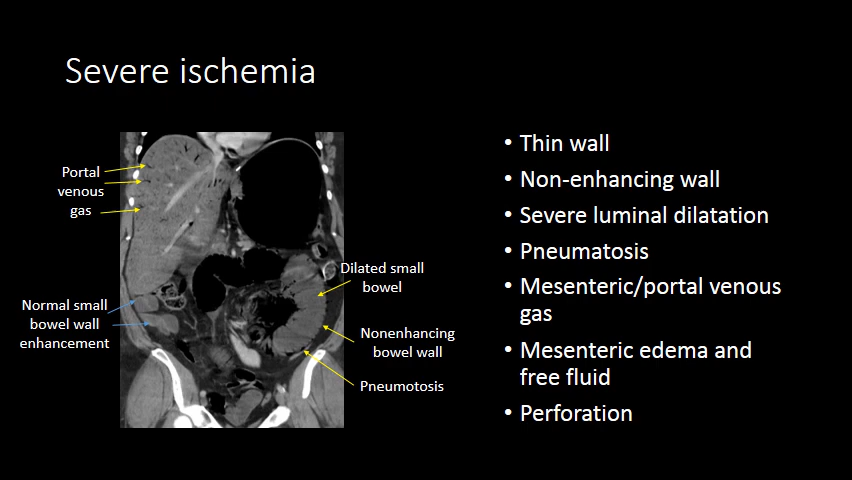 Severe ischemia
Portal
venous
gas
Normal small
bowel wall
enhancement
Dilated small
bowel
Nonenhancing
bowel wall
Pneumotosis
• Thin wall
• Non-enhancing wall
• Severe luminal dilatation
• Pneumatosis
• Mesenteric/portal venous
gas
• Mesenteric edema and
free fluid
• Perforation